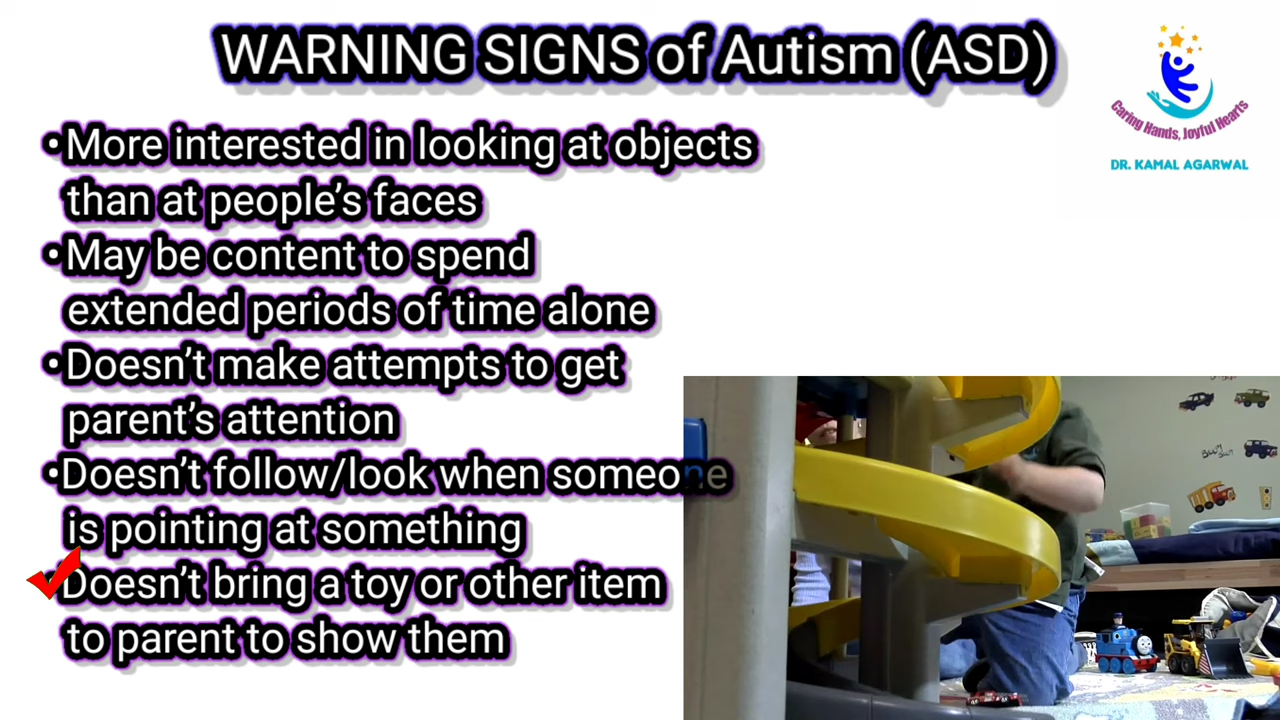 WARNING SIGNS of Autism (ASD)
Caring Hands, Joyful Hearts
DR. KAMAL AGARWAL
•More interested in looking at objects
than at people's faces
•May be content to spend
extended periods of time alone
•Doesn't make attempts to get
parent's attention
•Doesn't follow/look when someone
is pointing at something
•Doesn't bring a toy or other item
to parent to show them